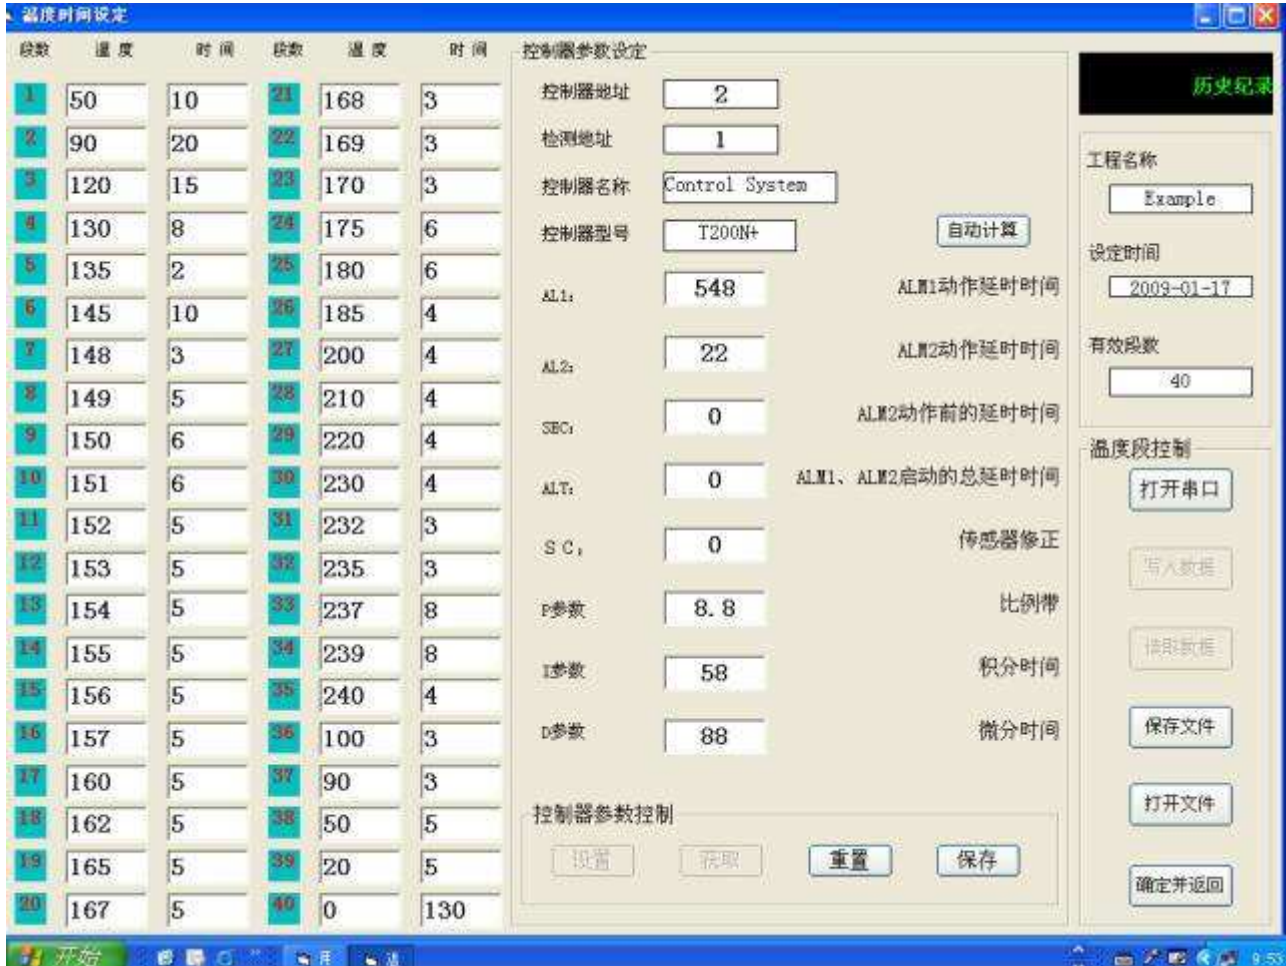 温度时间设定
段数 温度 时间 段数 温度 时间
1 50 10 21 168 3
2 90 20 22 169 3
3 120 15 23 170 3
4 130 8 24 175 6
5 135 2 25 180 6
6 145 10 26 185 4
7 148 3 27 200 4
8 149 5 28 210 4
9 150 6 29 220 4
10 151 6 30 230 4
11 152 5 31 232 3
12 153 5 32 235 3
13 154 5 33 237 8
14 155 5 34 239 8
15 156 5 35 240 4
16 157 5 36 100 3
17 160 5 37 90 3
18 162 5 38 50 5
19 165 5 39 20 5
20 167 5 40 0 130
控制器参数设定
控制器地址 2
检测地址 1
控制器名称 Control System
控制器型号 T200N+ 自动计算
AL1: 548 ALM1动作延时时间
AL2: 22 ALM2动作延时时间
SEC: 0 ALM2动作前的延时时间
ALT: 0 ALM1、ALM2启动的总延时时间
SC: 0 传感器修正
P参数 8.8 比例带
I参数 58 积分时间
D参数 88 微分时间
控制器参数控制
设置 获取 重置 保存
历史纪录
工程名称
Example
设定时间
2009-01-17
有效段数
40
温度段控制
打开串口
写入数据
读取数据
保存文件
打开文件
确定并返回
开始 9:53